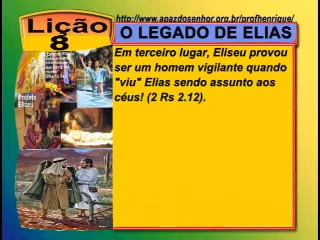 http://www.apazdosenhor.org.br/profhenrique/
Lição
8
O LEGADO DE ELIAS
Em terceiro lugar, Eliseu provou
ser um homem vigilante quando
"viu" Elias sendo assunto aos
céus! (2 Rs 2.12).
Profeta
Elizeu